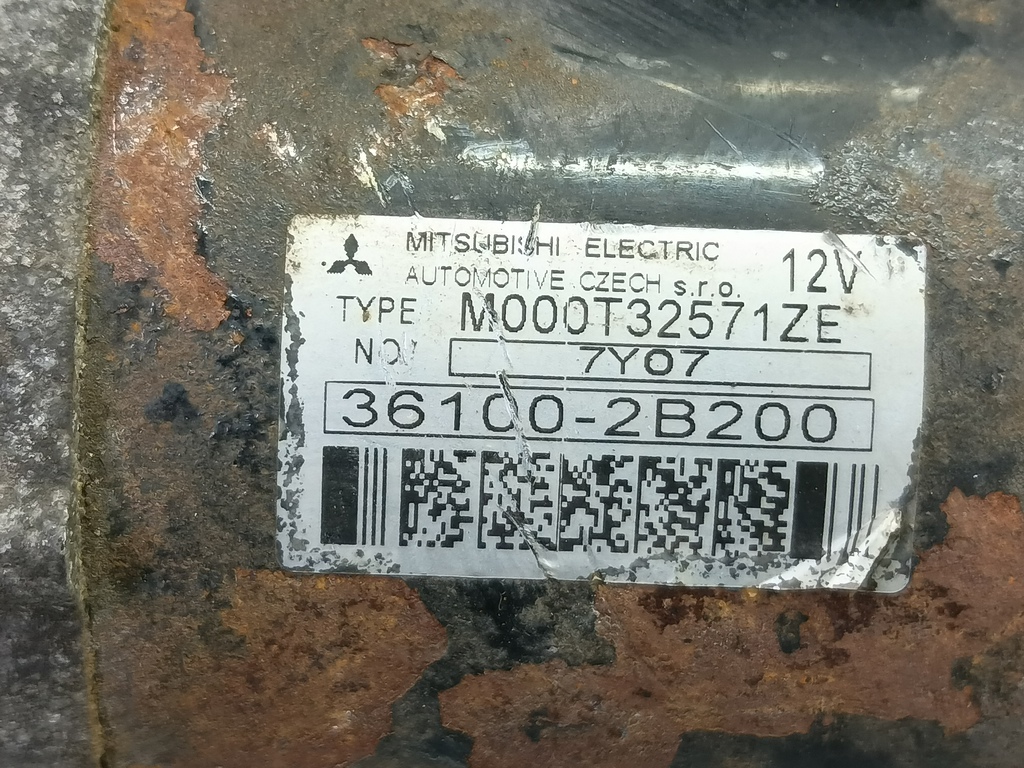 MITSUBISHI ELECTRIC
AUTOMOTIVE CZECH s.r.o. 12V
TYPE M000T32571ZE
NO 7Y07
36100-2B200